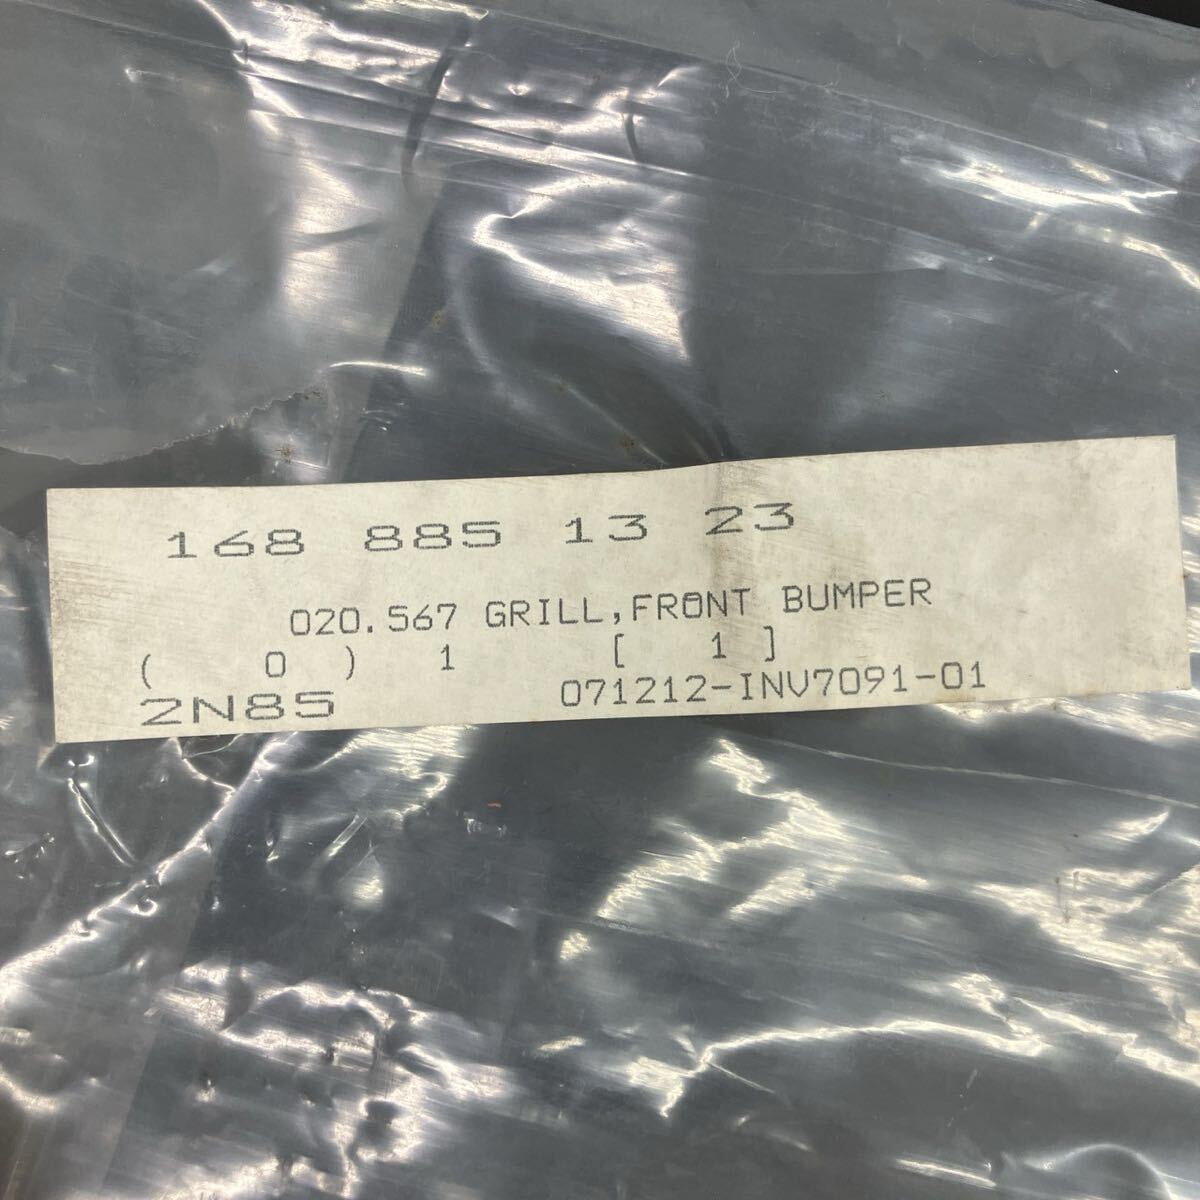 168 885 13 23
020.567 GRILL,FRONT BUMPER
( 0 ) 1 [ 1 ]
2N85 071212-INV7091-01